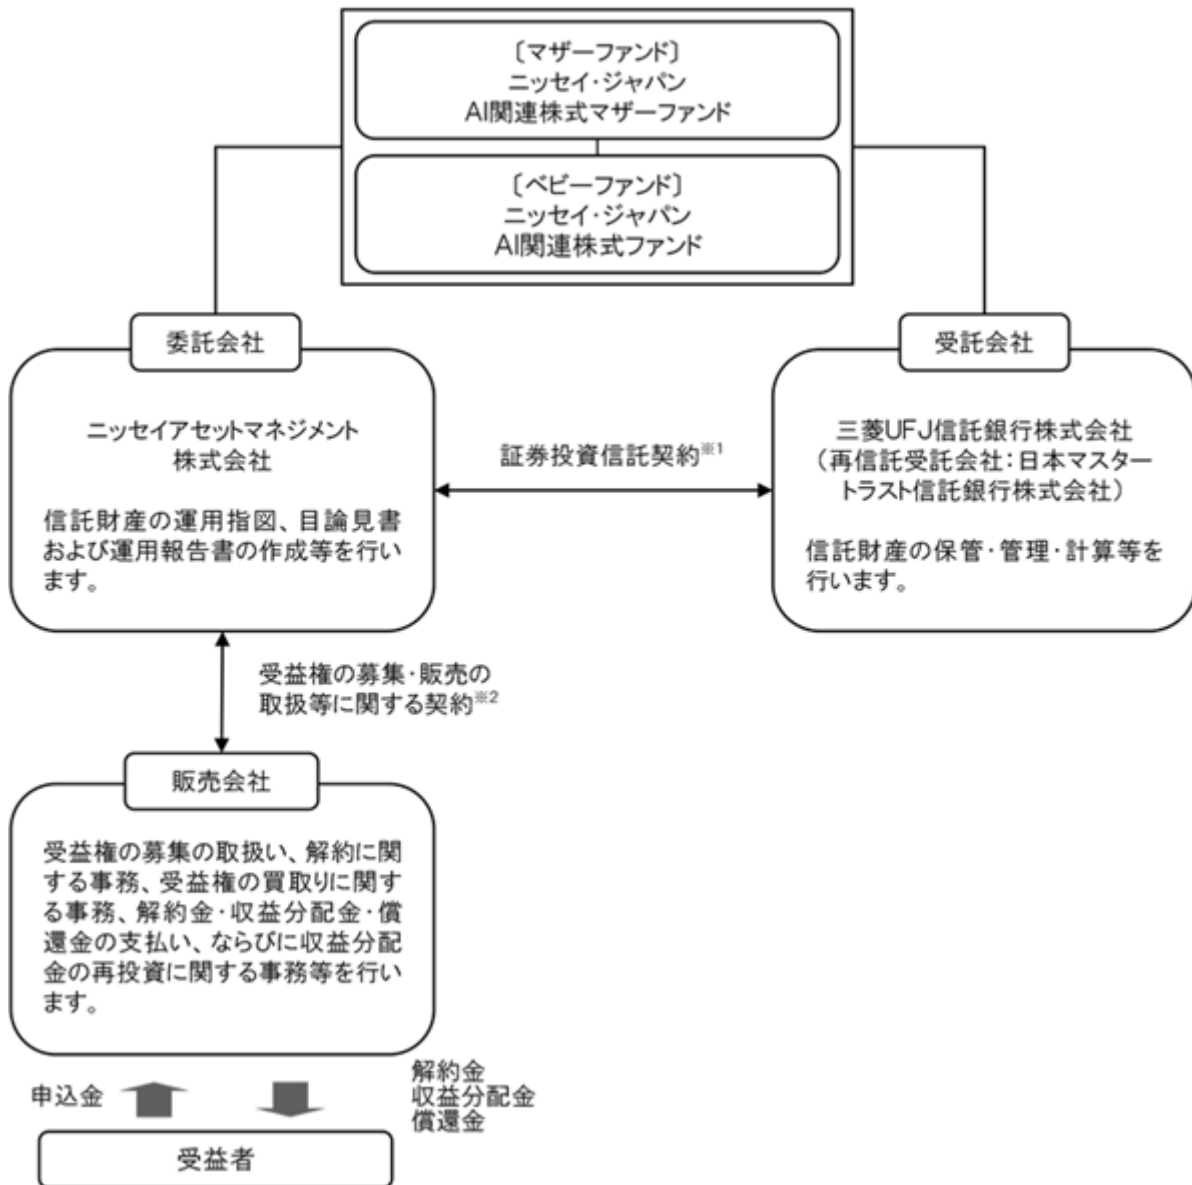 〔マザーファンド〕
ニッセイ・ジャパン
AI関連株式マザーファンド
〔ベビーファンド〕
ニッセイ・ジャパン
AI関連株式ファンド
委託会社
ニッセイアセットマネジメント
株式会社
信託財産の運用指図、目論見書
および運用報告書の作成等を行い
ます。
証券投資信託契約※1
受託会社
三菱UFJ信託銀行株式会社
（再信託受託会社：日本マスター
トラスト信託銀行株式会社）
信託財産の保管・管理・計算等を
行います。
受益権の募集・販売の
取扱等に関する契約※2
販売会社
受益権の募集の取扱い、解約に関
する事務、受益権の買取りに関す
る事務、解約金・収益分配金・償
還金の支払い、ならびに収益分配
金の再投資に関する事務等を行い
ます。
申込金
解約金
収益分配金
償還金
受益者